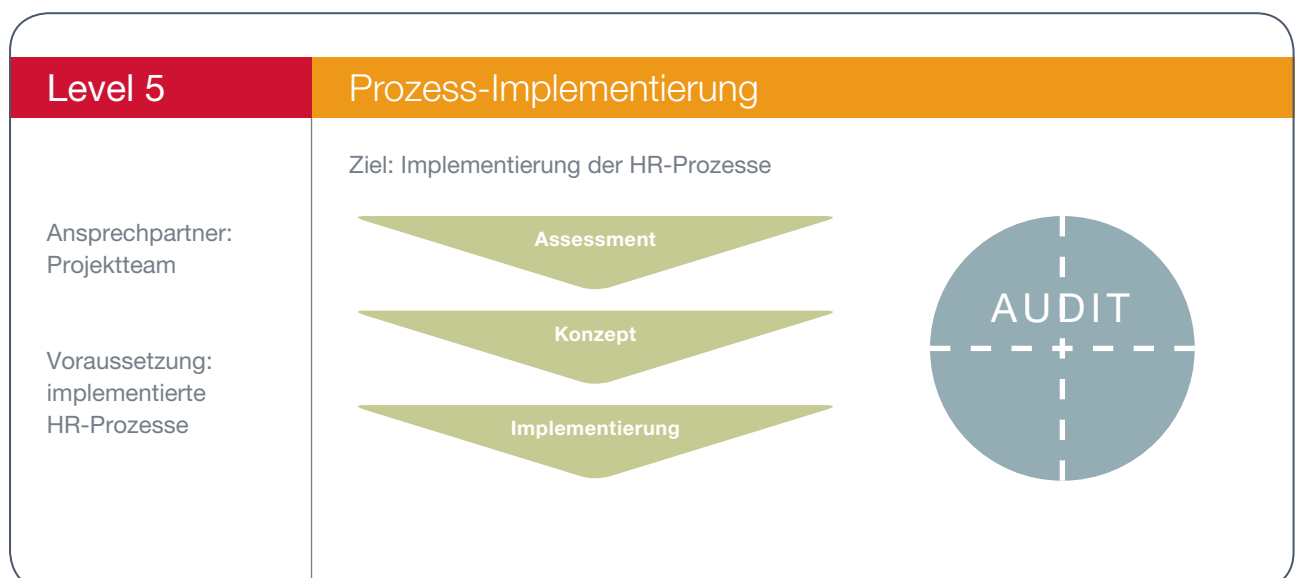 Level 5
Prozess-Implementierung
Ansprechpartner:
Projektteam
Voraussetzung:
implementierte
HR-Prozesse
Ziel: Implementierung der HR-Prozesse
Assessment
Konzept
Implementierung
AUDIT